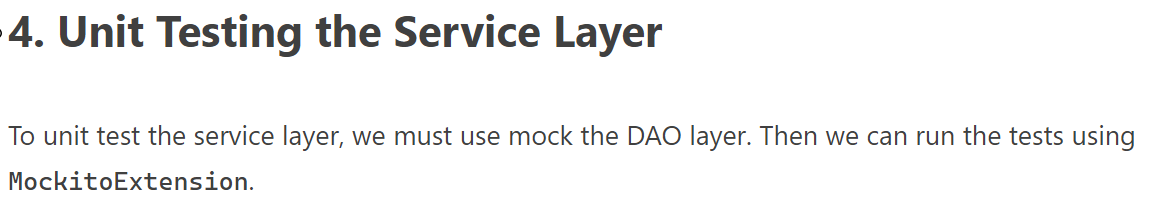 4. Unit Testing the Service Layer
To unit test the service layer, we must use mock the DAO layer. Then we can run the tests using
MockitoExtension.